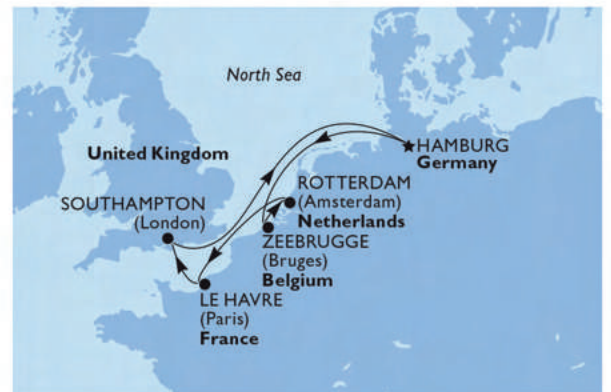 North Sea
HAMBURG
Germany
United Kingdom
ROTTERDAM
(Amsterdam)
Netherlands
SOUTHAMPTON
(London)
ZEEBRUGGE
(Bruges)
Belgium
LE HAVRE
(Paris)
France